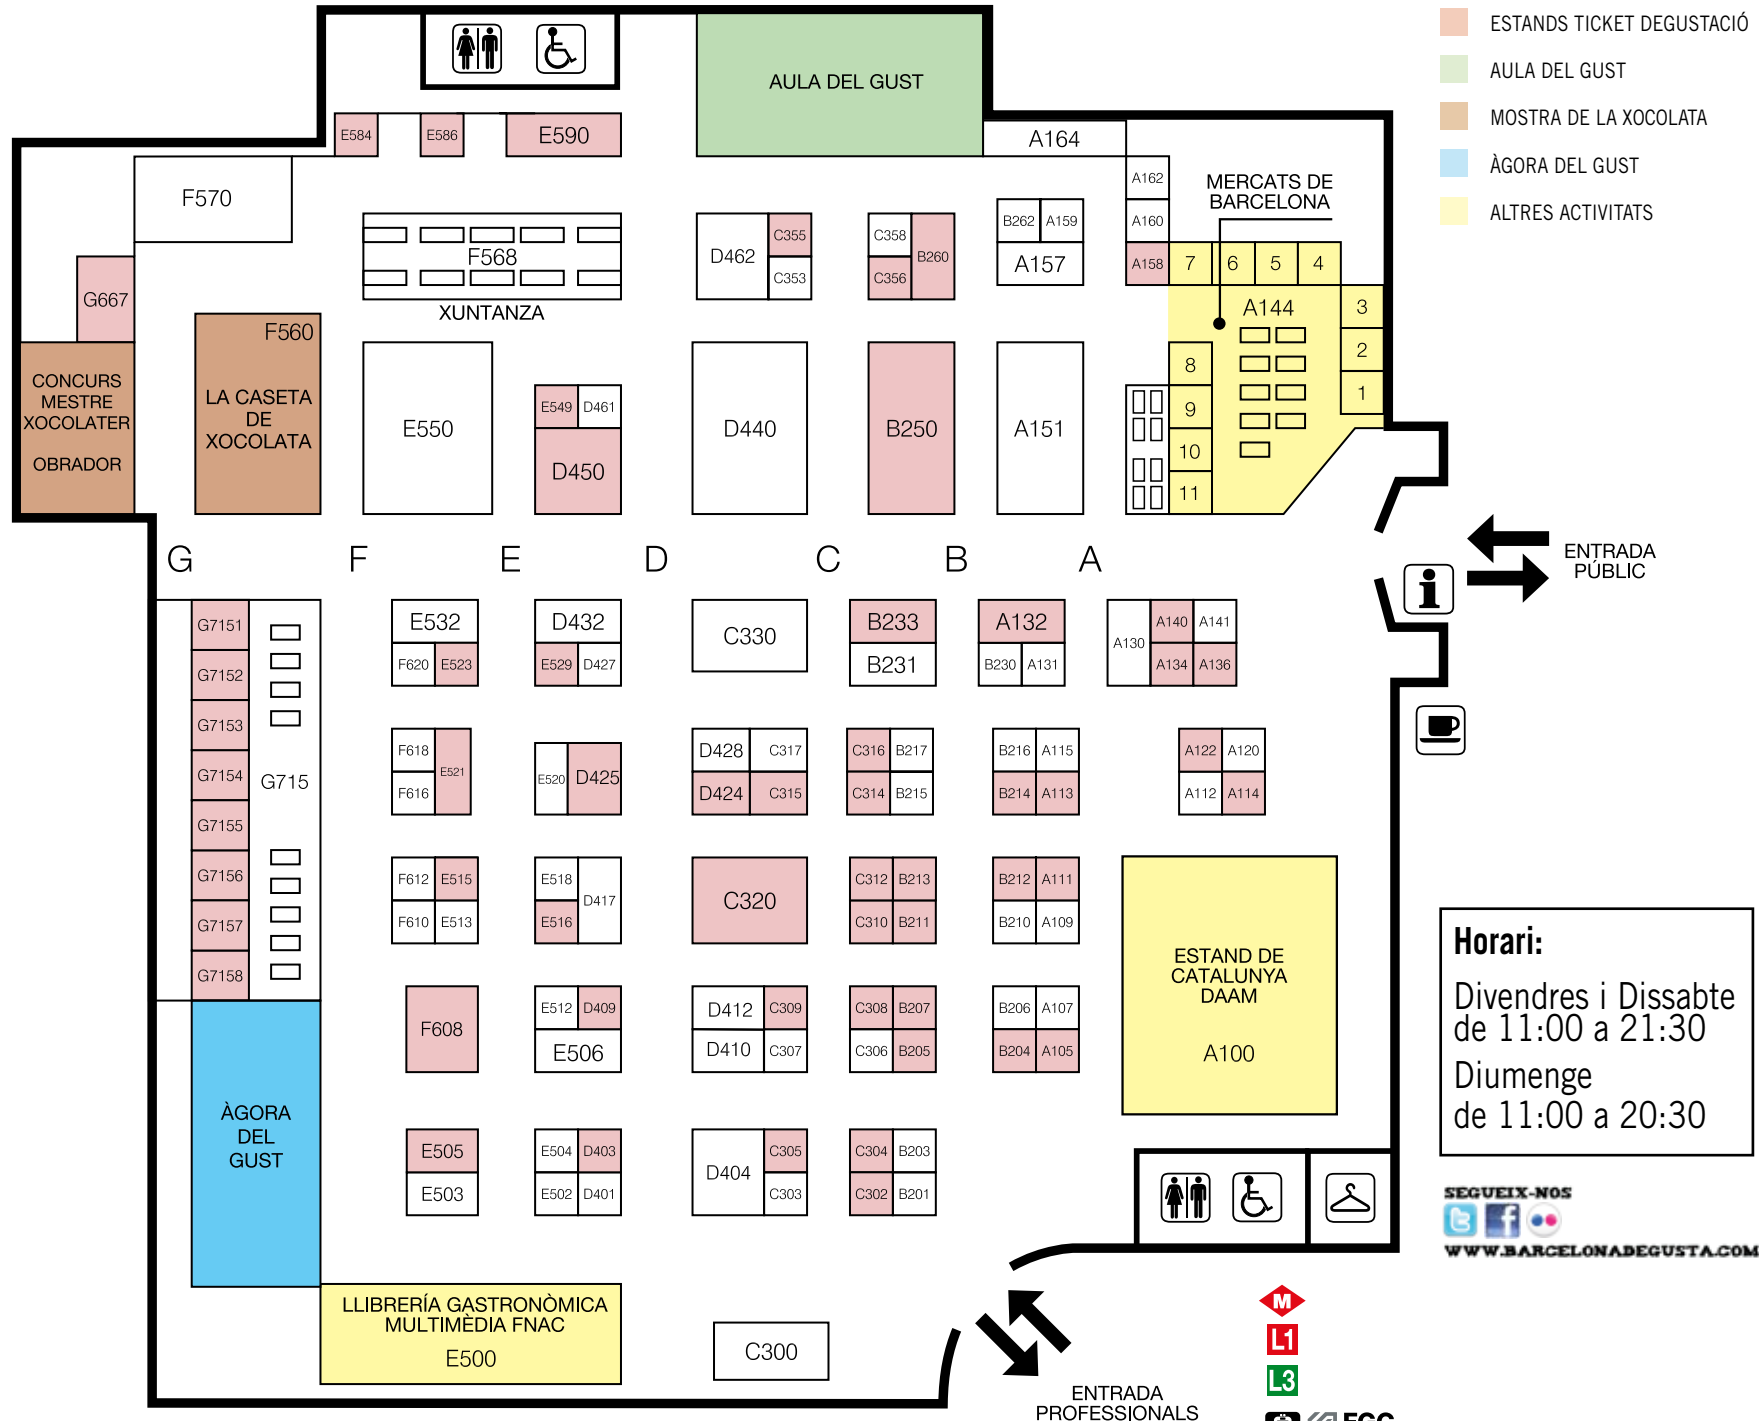 ESTANDS TICKET DEGUSTACIÓ
AULA DEL GUST
MOSTRA DE LA XOCOLATA
ÀGORA DEL GUST
ALTRES ACTIVITATS
AULA DEL GUST
E584
E586
E590
A164
F570
A162
MERCATS DE
BARCELONA
D462
C355
C353
C358
C356
B260
B262
A159
A157
A160
A158
7
6
5
4
F568
XUNTANZA
G667
A144
3
2
1
8
9
10
11
F560
LA CASETA
DE
XOCOLATA
CONCURS
MESTRE
XOCOLATER
OBRADOR
E550
E549
D461
D450
D440
B250
A151
G
F
E
D
C
B
A
ENTRADA
PÚBLIC
G7151
G7152
G7153
G7154
G7155
G7156
G7157
G7158
G715
E532
F620
E523
D432
E529
D427
C330
B233
B231
A132
B230
A131
A130
A140
A141
A134
A136
F618
F616
E521
E520
D425
D428
C317
D424
C315
C316
B217
C314
B215
B216
A115
B214
A113
A122
A120
A112
A114
F612
E515
F610
E513
E518
E516
D417
C320
C312
B213
C310
B211
B212
A111
B210
A109
ESTAND DE
CATALUNYA
DAAM
A100
F608
E512
D409
E506
D412
C309
D410
C307
C308
B207
C306
B205
B206
A107
B204
A105
ÀGORA
DEL
GUST
E505
E503
E504
D403
E502
D401
D404
C305
C303
C304
B203
C302
B201
LLIBRERÍA GASTRONÒMICA
MULTIMÈDIA FNAC
E500
C300
ENTRADA
PROFESSIONALS
Horari:
Divendres i Dissabte
de 11:00 a 21:30
Diumenge
de 11:00 a 20:30
SEGUEIX-NOS
WWW.BARCELONADEGUSTA.COM
M
L1
L3